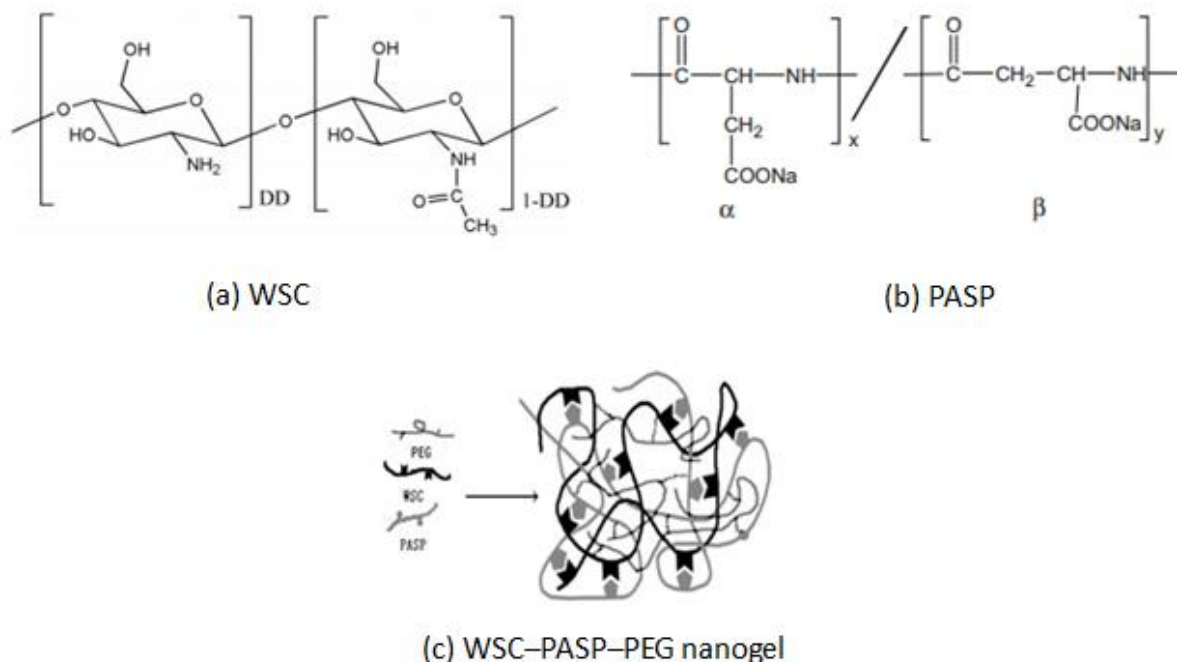 OH
O
O
HO
NH₂
DD
O
OH
O
HO
NH
O=C
CH₃
1-DD
O
C—CH—NH
CH₂
COONa
x
α
O
C—CH₂—CH—NH
COONa
y
β
(a) WSC
(b) PASP
PEG
WSC
PASP
(c) WSC–PASP–PEG nanogel